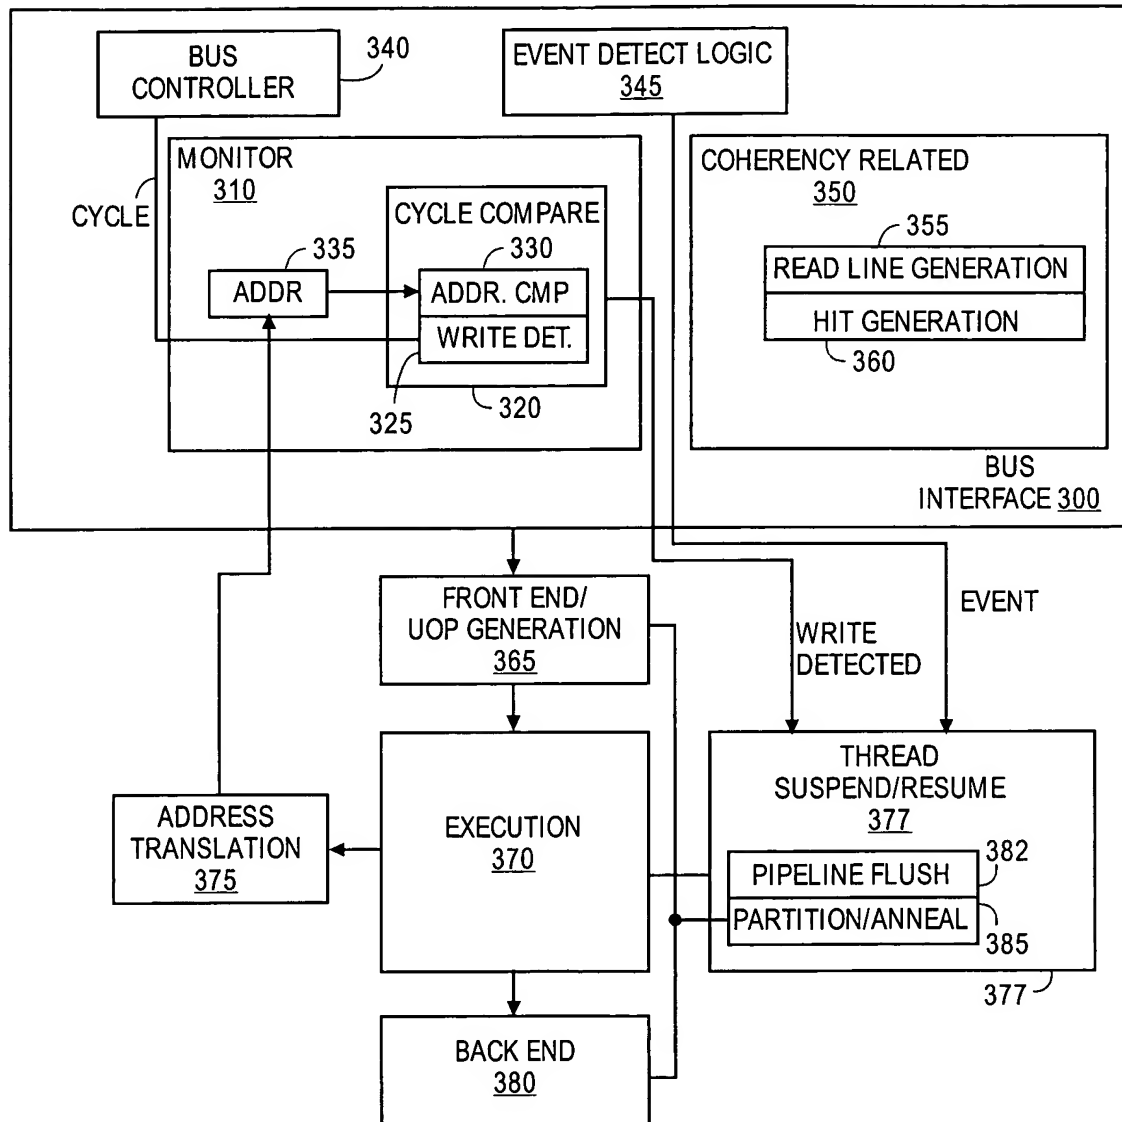 BUS
CONTROLLER
340
EVENT DETECT LOGIC
345
MONITOR
310
CYCLE
CYCLE COMPARE
335
330
ADDR
ADDR. CMP
WRITE DET.
325
320
COHERENCY RELATED
350
355
READ LINE GENERATION
HIT GENERATION
360
BUS
INTERFACE 300
FRONT END/
UOP GENERATION
365
WRITE
DETECTED
EVENT
ADDRESS
TRANSLATION
375
EXECUTION
370
THREAD
SUSPEND/RESUME
377
382
PIPELINE FLUSH
PARTITION/ANNEAL
385
377
BACK END
380